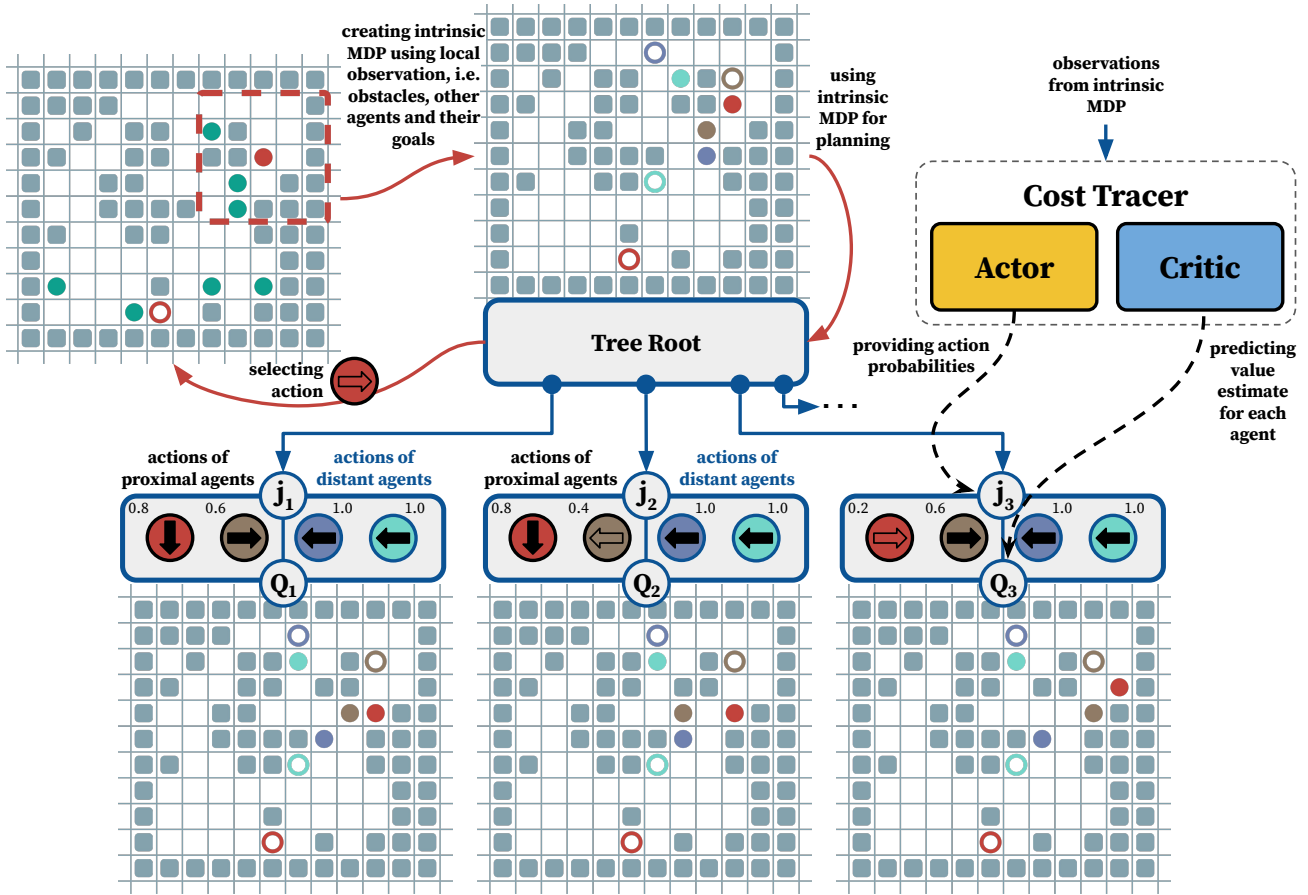 creating intrinsic
MDP using local
observation, i.e.
obstacles, other
agents and their
goals
using
intrinsic
MDP for
planning
observations
from intrinsic
MDP
Cost Tracer
Actor
Critic
Tree Root
selecting
action
providing action
probabilities
predicting
value
estimate
for each
agent
...
actions of
proximal agents
actions of
distant agents
j1
0.8 0.6 1.0 1.0
Q1
actions of
proximal agents
actions of
distant agents
j2
0.8 0.4 1.0 1.0
Q2
j3
0.2 0.6 1.0 1.0
Q3